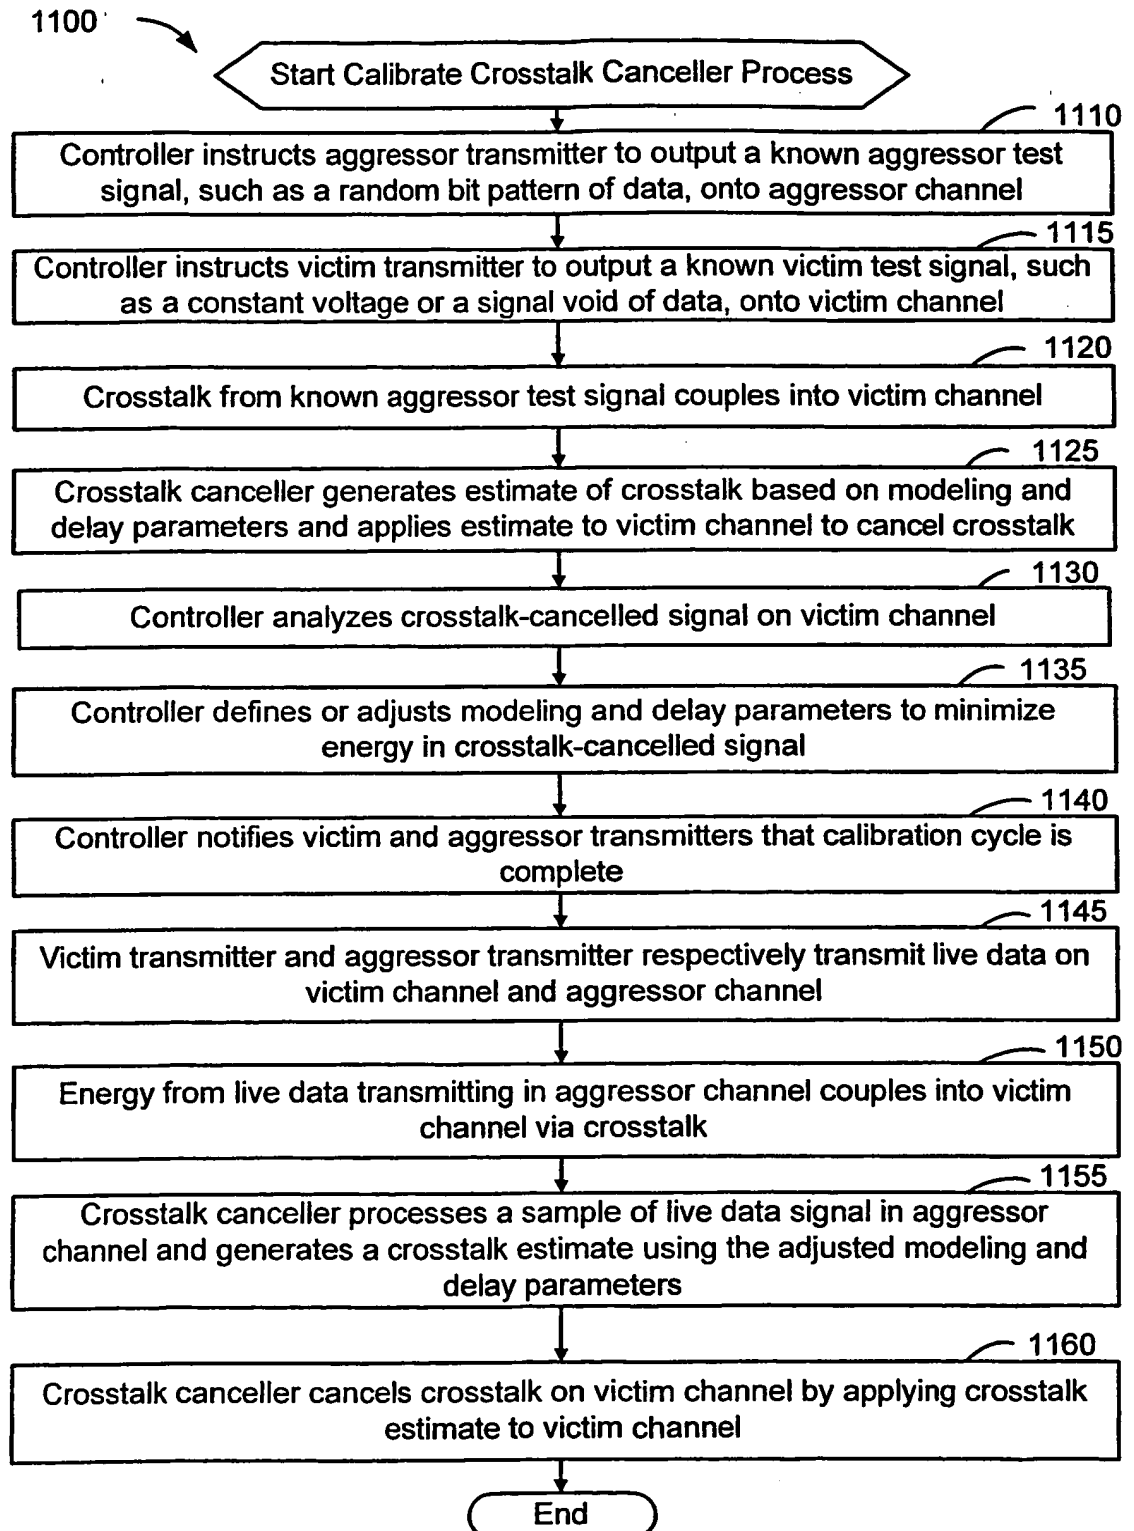 1100
Start Calibrate Crosstalk Canceller Process
1110
Controller instructs aggressor transmitter to output a known aggressor test
signal, such as a random bit pattern of data, onto aggressor channel
1115
Controller instructs victim transmitter to output a known victim test signal, such
as a constant voltage or a signal void of data, onto victim channel
1120
Crosstalk from known aggressor test signal couples into victim channel
1125
Crosstalk canceller generates estimate of crosstalk based on modeling and
delay parameters and applies estimate to victim channel to cancel crosstalk
1130
Controller analyzes crosstalk-cancelled signal on victim channel
1135
Controller defines or adjusts modeling and delay parameters to minimize
energy in crosstalk-cancelled signal
1140
Controller notifies victim and aggressor transmitters that calibration cycle is
complete
1145
Victim transmitter and aggressor transmitter respectively transmit live data on
victim channel and aggressor channel
1150
Energy from live data transmitting in aggressor channel couples into victim
channel via crosstalk
1155
Crosstalk canceller processes a sample of live data signal in aggressor
channel and generates a crosstalk estimate using the adjusted modeling and
delay parameters
1160
Crosstalk canceller cancels crosstalk on victim channel by applying crosstalk
estimate to victim channel
End